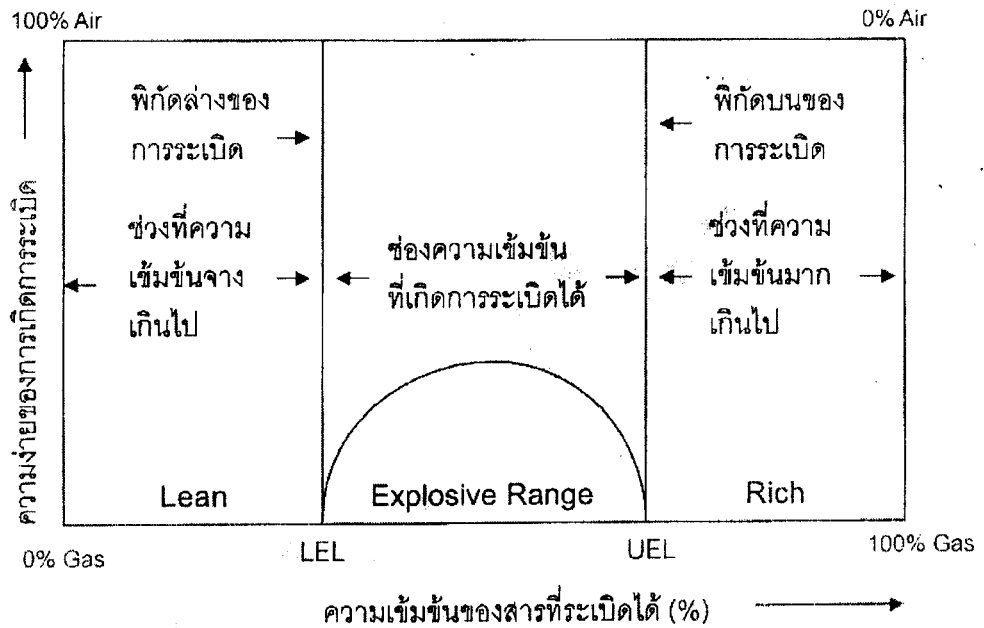 100% Air
0% Air
ความง่ายของการเกิดการระเบิด
พิกัดล่างของ
การระเบิด
พิกัดบนของ
การระเบิด
ช่วงที่ความ
เข้มข้นจาง
เกินไป
ช่องความเข้มข้น
ที่เกิดการระเบิดได้
ช่วงที่ความ
เข้มข้นมาก
เกินไป
Lean
Explosive Range
Rich
0% Gas
LEL
UEL
100% Gas
ความเข้มข้นของสารที่ระเบิดได้ (%)